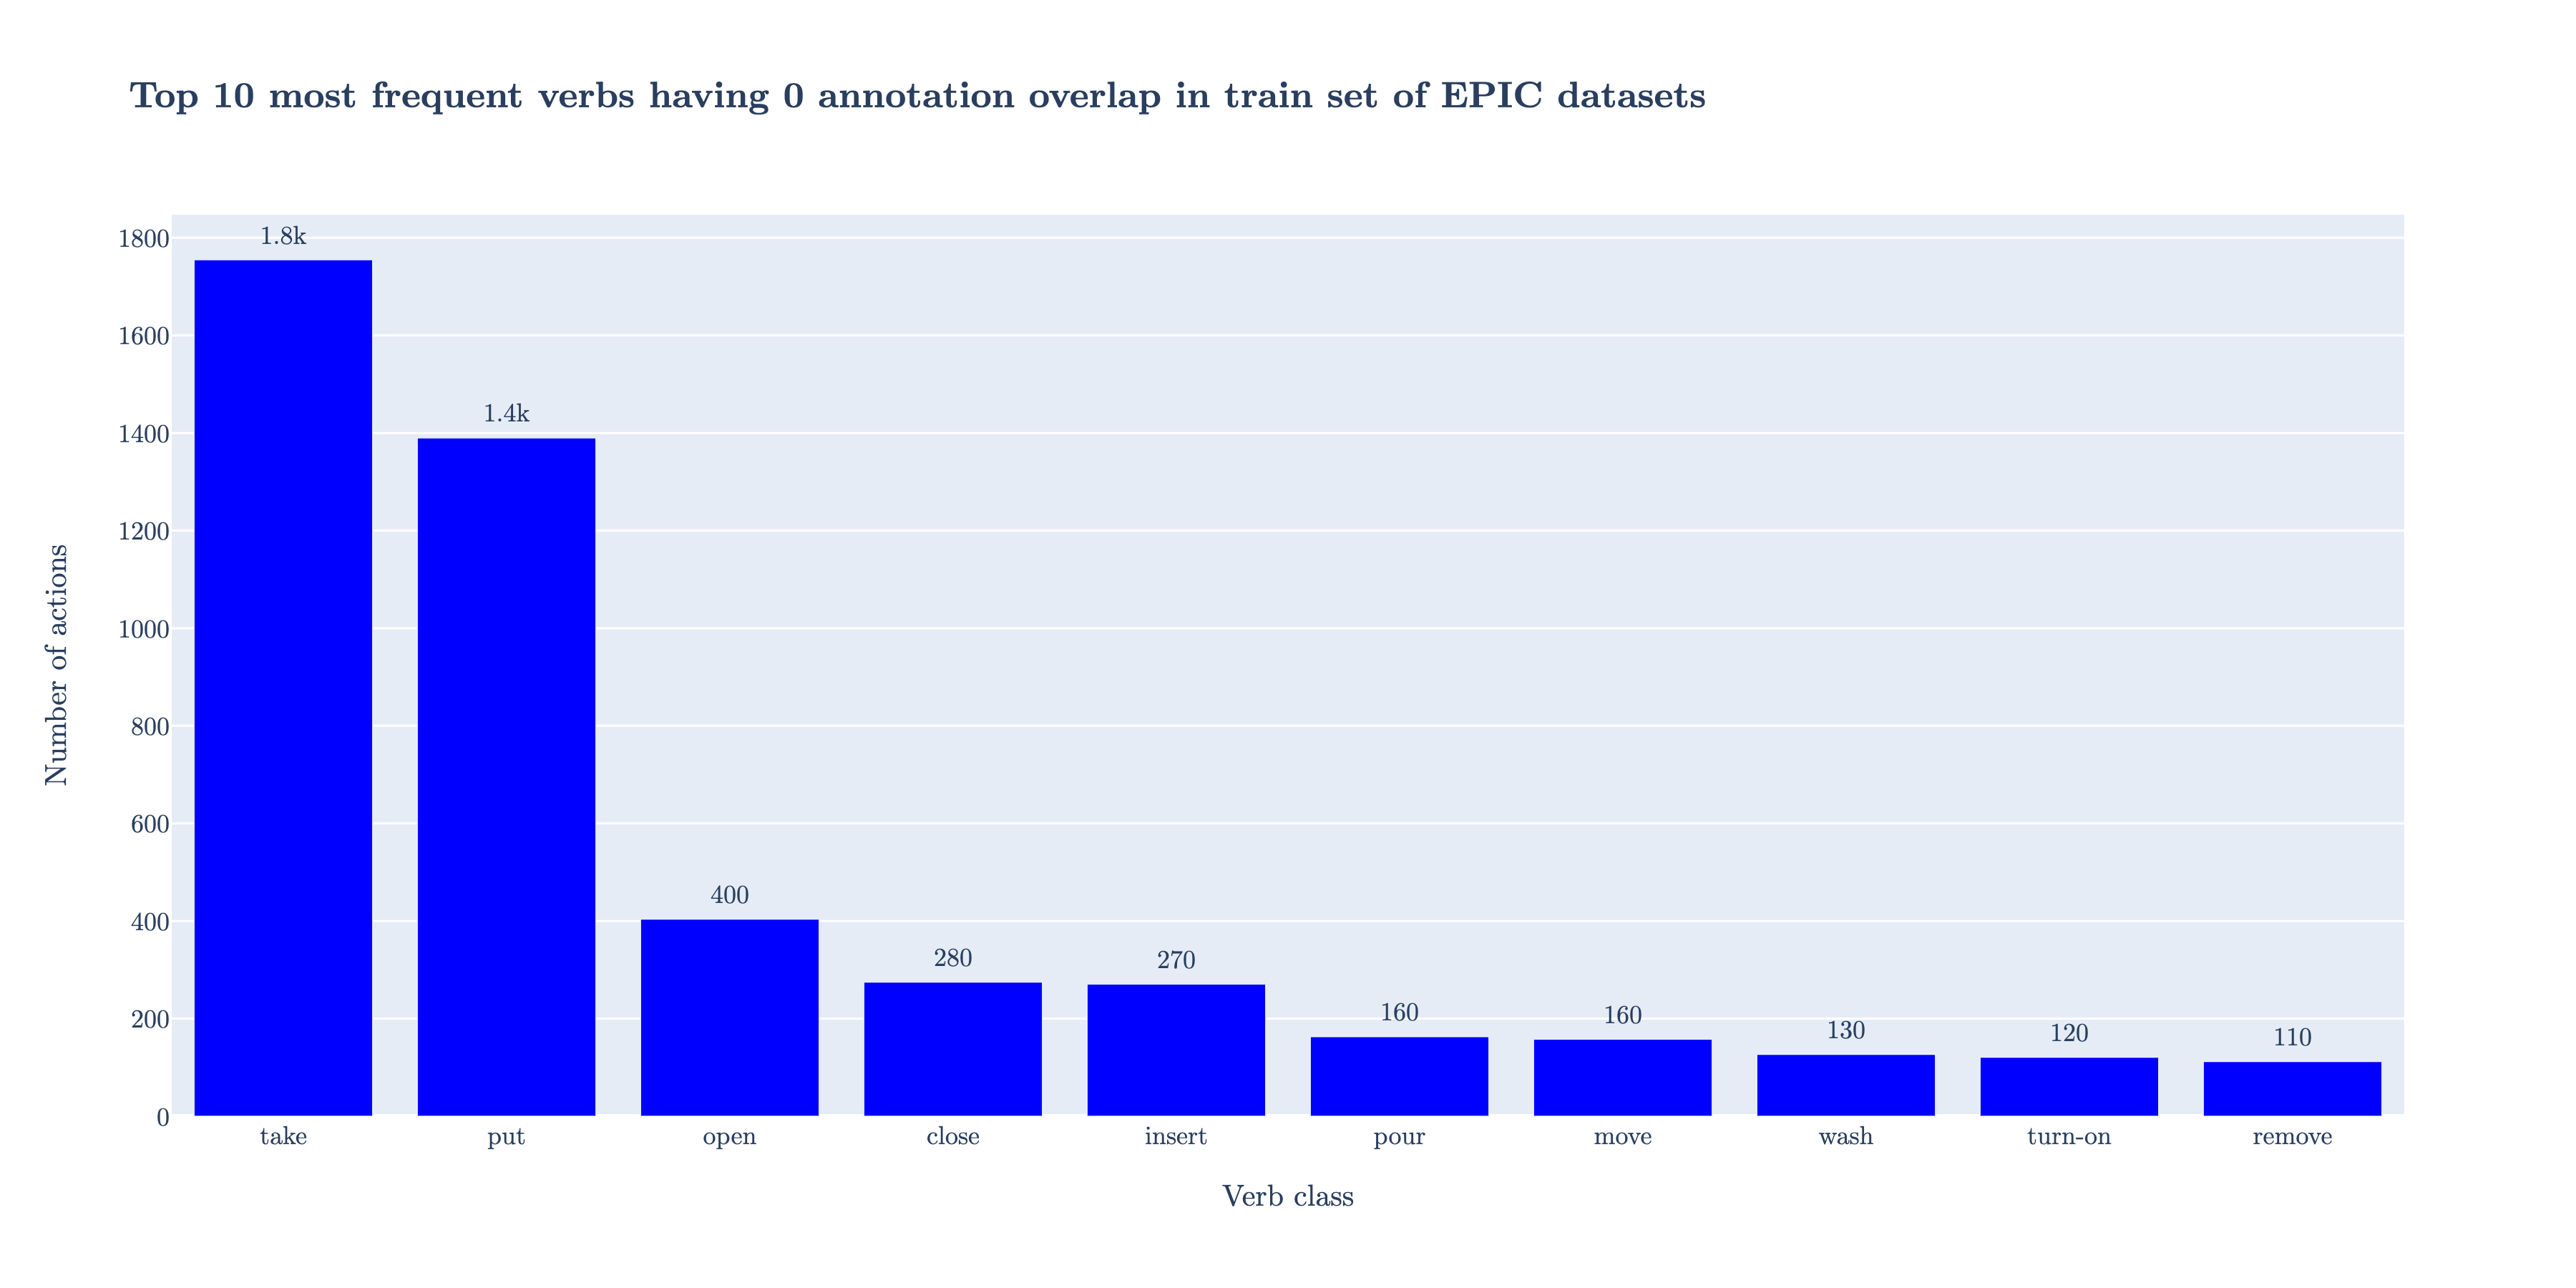 Top 10 most frequent verbs having 0 annotation overlap in train set of EPIC datasets
1800
1600
1400
1200
1000
800
600
400
200
0
Number of actions
1.8k
1.4k
400
280
270
160
160
130
120
110
take
put
open
close
insert
pour
move
wash
turn-on
remove
Verb class